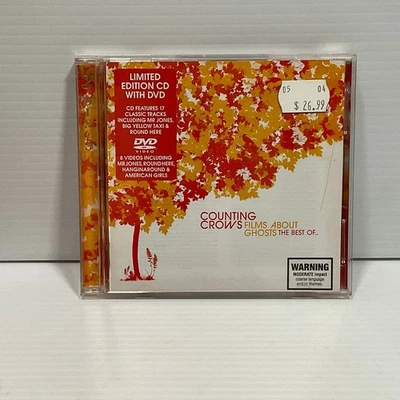 LIMITED
EDITION CD
WITH DVD
CD FEATURES 17
CLASSIC TRACKS
INCLUDING MR JONES,
BIG YELLOW TAXI &
ROUND HERE
DVD
VIDEO
8 VIDEOS INCLUDING
MR JONES, ROUND HERE,
HANGINAROUND &
AMERICAN GIRLS
05 04
$ 26.99
COUNTING
CROWS FILMS ABOUT
GHOSTS THE BEST OF...
WARNING
MODERATE impact
coarse language
and/or themes